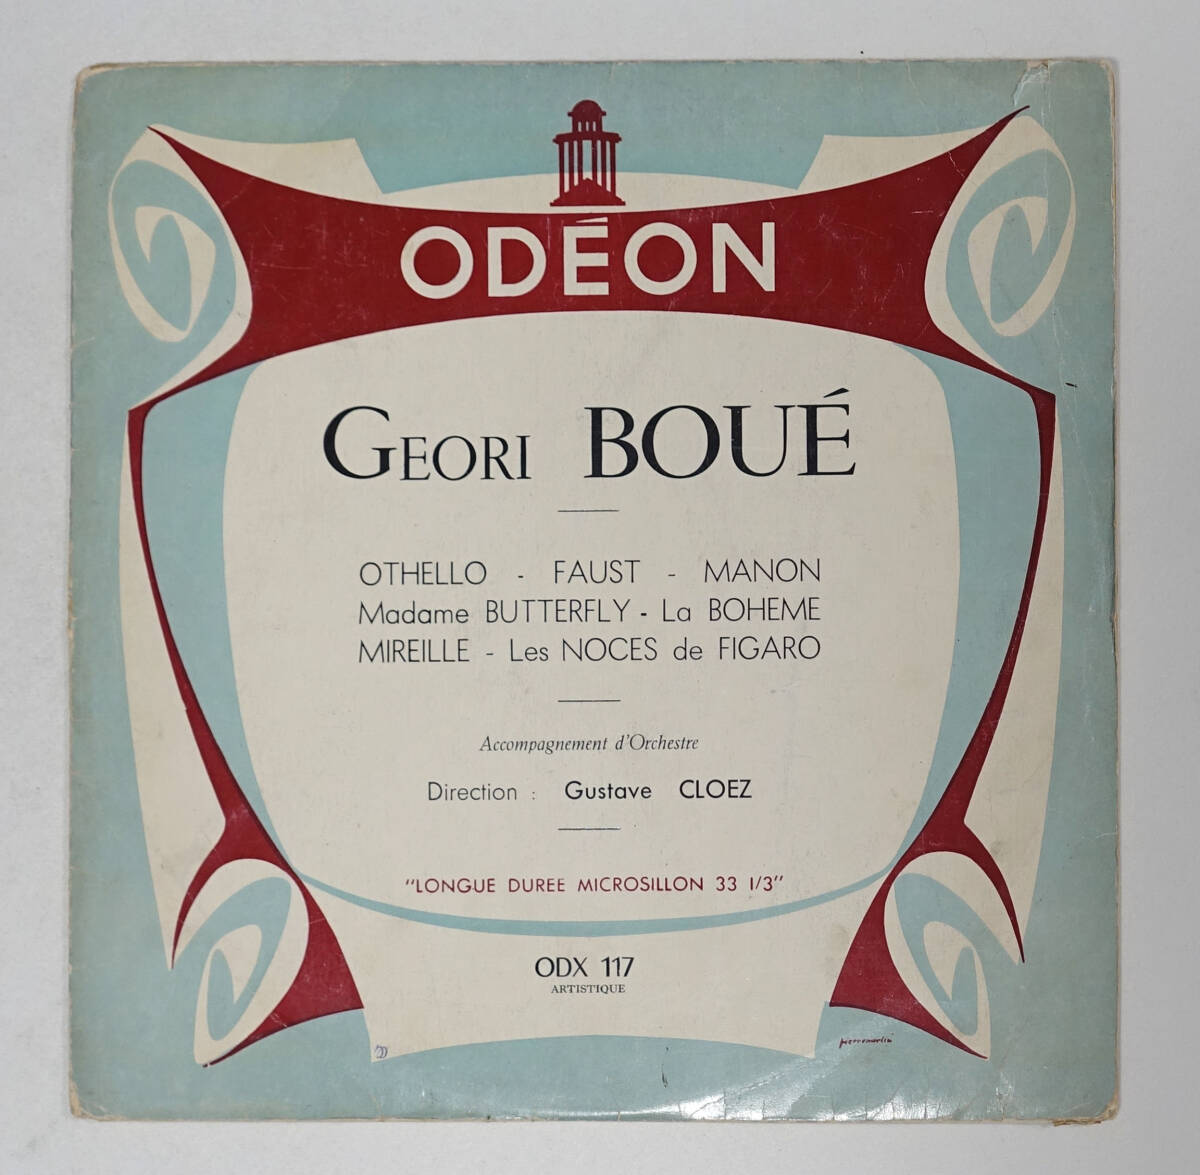 ODÉON
GEORI BOUÉ
OTHELLO - FAUST - MANON
Madame BUTTERFLY - La BOHEME
MIREILLE - Les NOCES de FIGARO
Accompagnement d'Orchestre
Direction : Gustave CLOEZ
"LONGUE DUREE MICROSILLON 33 1/3"
ODX 117
ARTISTIQUE